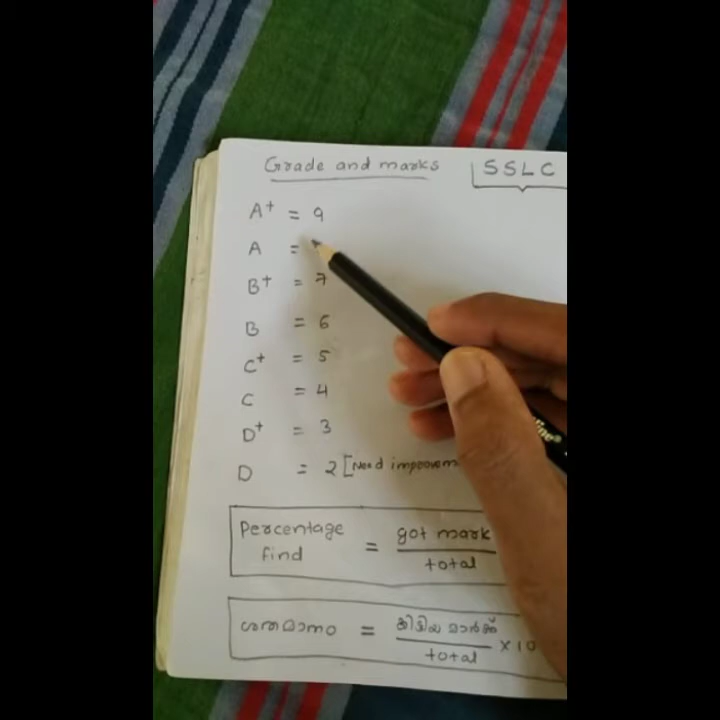 Grade and marks
SSLC
A+ = 9
A =
B+ = 7
B = 6
C+ = 5
C = 4
D+ = 3
D = 2 [Need
Percentage find = got mark / total
ശതമാനം = കിട്ടിയ മാർക്ക് / total × 10